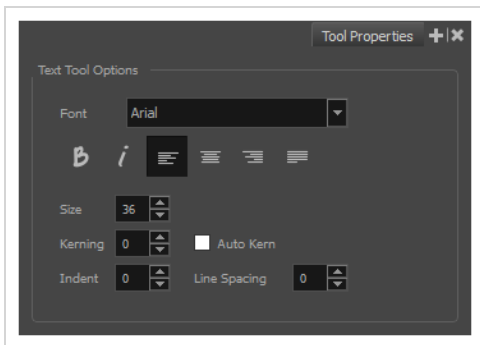 Tool Properties
Text Tool Options
Font Arial
B i
Size 36
Kerning 0 Auto Kern
Indent 0 Line Spacing 0